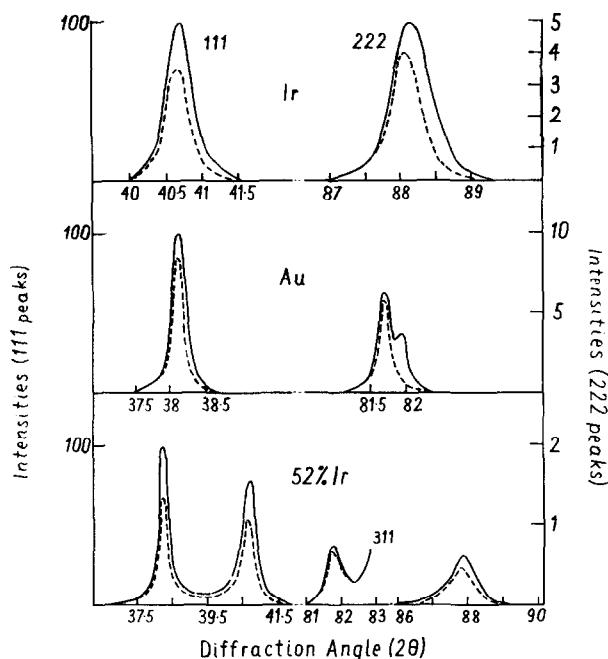 100
111
222
Ir
5
4
3
2
1
40 40·5 41 41·5 87 88 89
100
Au
10
5
37.5 38 38·5 81·5 82
100
52% Ir
2
1
311
37·5 39·5 41·5 81 82 83 86 88 90
Diffraction Angle (2θ)
Intensities (111 peaks)
Intensities (222 peaks)